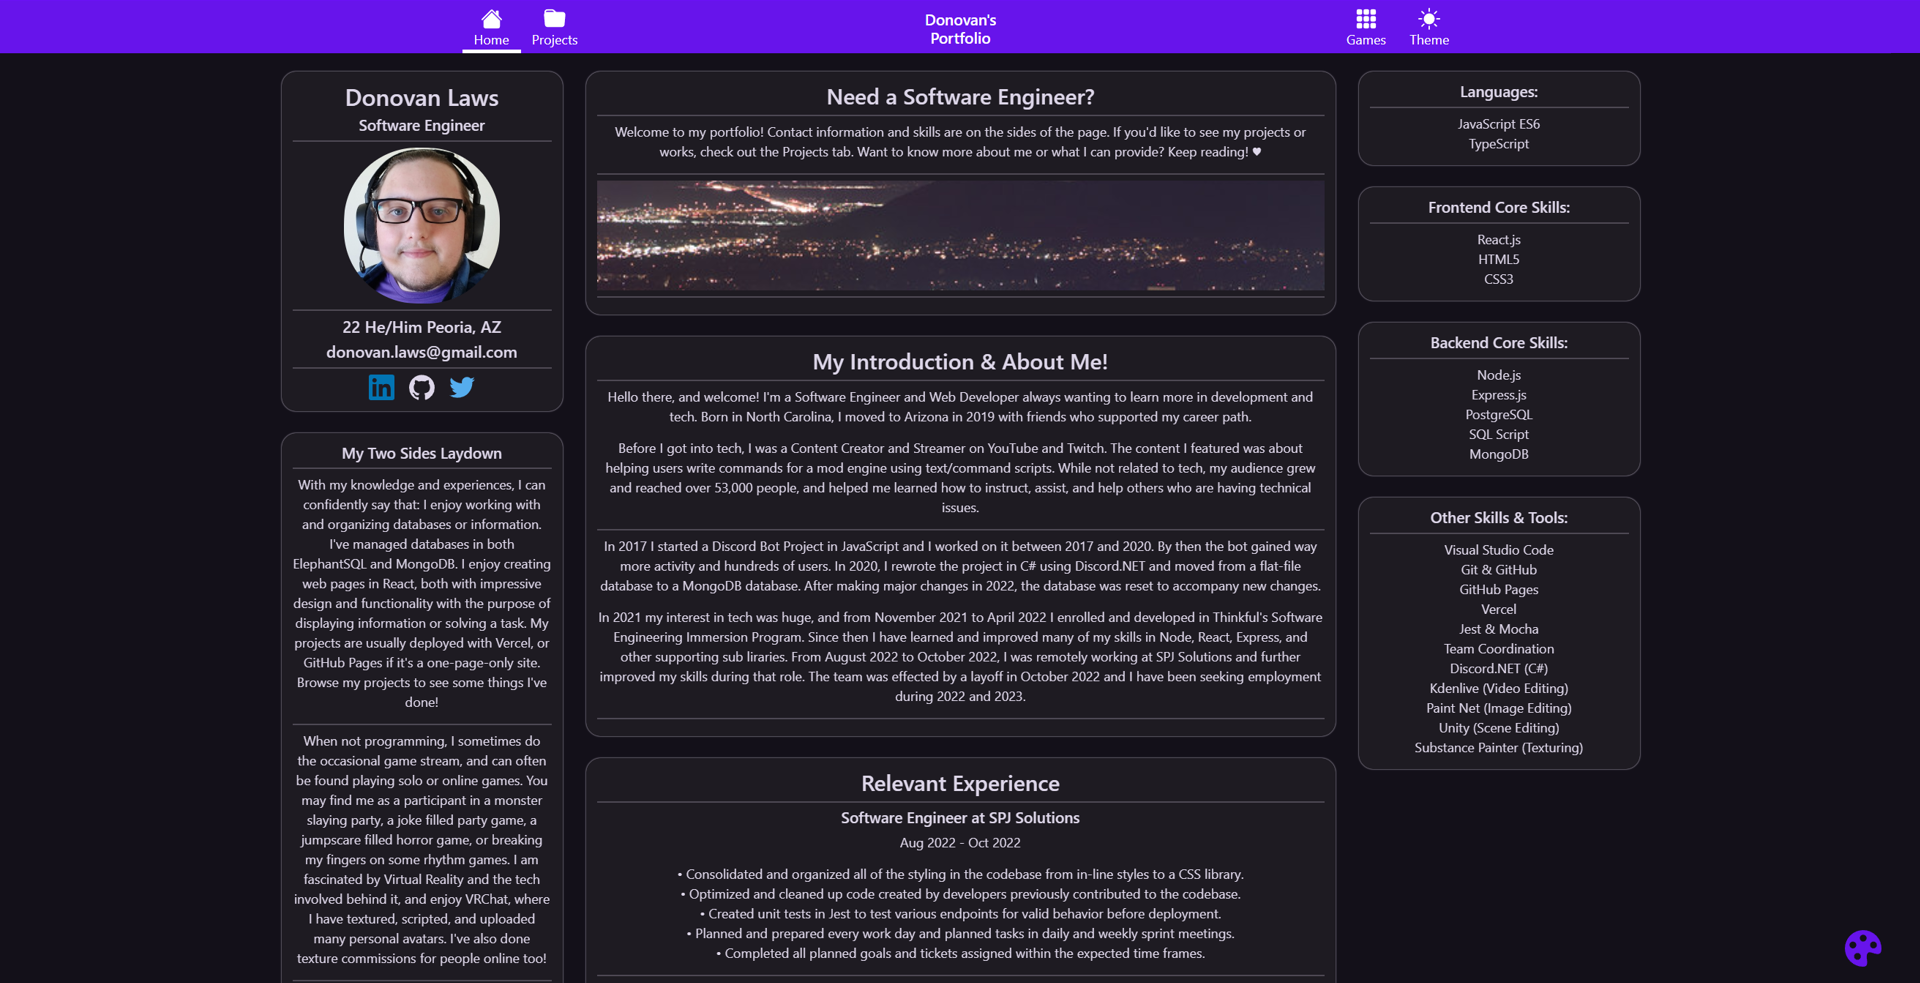 Home
Projects
Donovan's
Portfolio
Games
Theme
Donovan Laws
Software Engineer
22 He/Him Peoria, AZ
donovan.laws@gmail.com
in
My Two Sides Laydown
With my knowledge and experiences, I can
confidently say that: I enjoy working with
and organizing databases or information.
I've managed databases in both
ElephantSQL and MongoDB. I enjoy creating
web pages in React, both with impressive
design and functionality with the purpose of
displaying information or solving a task. My
projects are usually deployed with Vercel, or
GitHub Pages if it's a one-page-only site.
Browse my projects to see some things I've
done!
When not programming, I sometimes do
the occasional game stream, and can often
be found playing solo or online games. You
may find me as a participant in a monster
slaying party, a joke filled party game, a
jumpscare filled horror game, or breaking
my fingers on some rhythm games. I am
fascinated by Virtual Reality and the tech
involved behind it, and enjoy VRChat, where
I have textured, scripted, and uploaded
many personal avatars. I've also done
texture commissions for people online too!
Need a Software Engineer?
Welcome to my portfolio! Contact information and skills are on the sides of the page. If you'd like to see my projects or
works, check out the Projects tab. Want to know more about me or what I can provide? Keep reading! ♥
My Introduction & About Me!
Hello there, and welcome! I'm a Software Engineer and Web Developer always wanting to learn more in development and
tech. Born in North Carolina, I moved to Arizona in 2019 with friends who supported my career path.
Before I got into tech, I was a Content Creator and Streamer on YouTube and Twitch. The content I featured was about
helping users write commands for a mod engine using text/command scripts. While not related to tech, my audience grew
and reached over 53,000 people, and helped me learned how to instruct, assist, and help others who are having technical
issues.
In 2017 I started a Discord Bot Project in JavaScript and I worked on it between 2017 and 2020. By then the bot gained way
more activity and hundreds of users. In 2020, I rewrote the project in C# using Discord.NET and moved from a flat-file
database to a MongoDB database. After making major changes in 2022, the database was reset to accompany new changes.
In 2021 my interest in tech was huge, and from November 2021 to April 2022 I enrolled and developed in Thinkful's Software
Engineering Immersion Program. Since then I have learned and improved many of my skills in Node, React, Express, and
other supporting sub liraries. From August 2022 to October 2022, I was remotely working at SPJ Solutions and further
improved my skills during that role. The team was effected by a layoff in October 2022 and I have been seeking employment
during 2022 and 2023.
Relevant Experience
Software Engineer at SPJ Solutions
Aug 2022 - Oct 2022
• Consolidated and organized all of the styling in the codebase from in-line styles to a CSS library.
• Optimized and cleaned up code created by developers previously contributed to the codebase.
• Created unit tests in Jest to test various endpoints for valid behavior before deployment.
• Planned and prepared every work day and planned tasks in daily and weekly sprint meetings.
• Completed all planned goals and tickets assigned within the expected time frames.
Languages:
JavaScript ES6
TypeScript
Frontend Core Skills:
React.js
HTML5
CSS3
Backend Core Skills:
Node.js
Express.js
PostgreSQL
SQL Script
MongoDB
Other Skills & Tools:
Visual Studio Code
Git & GitHub
GitHub Pages
Vercel
Jest & Mocha
Team Coordination
Discord.NET (C#)
Kdenlive (Video Editing)
Paint Net (Image Editing)
Unity (Scene Editing)
Substance Painter (Texturing)